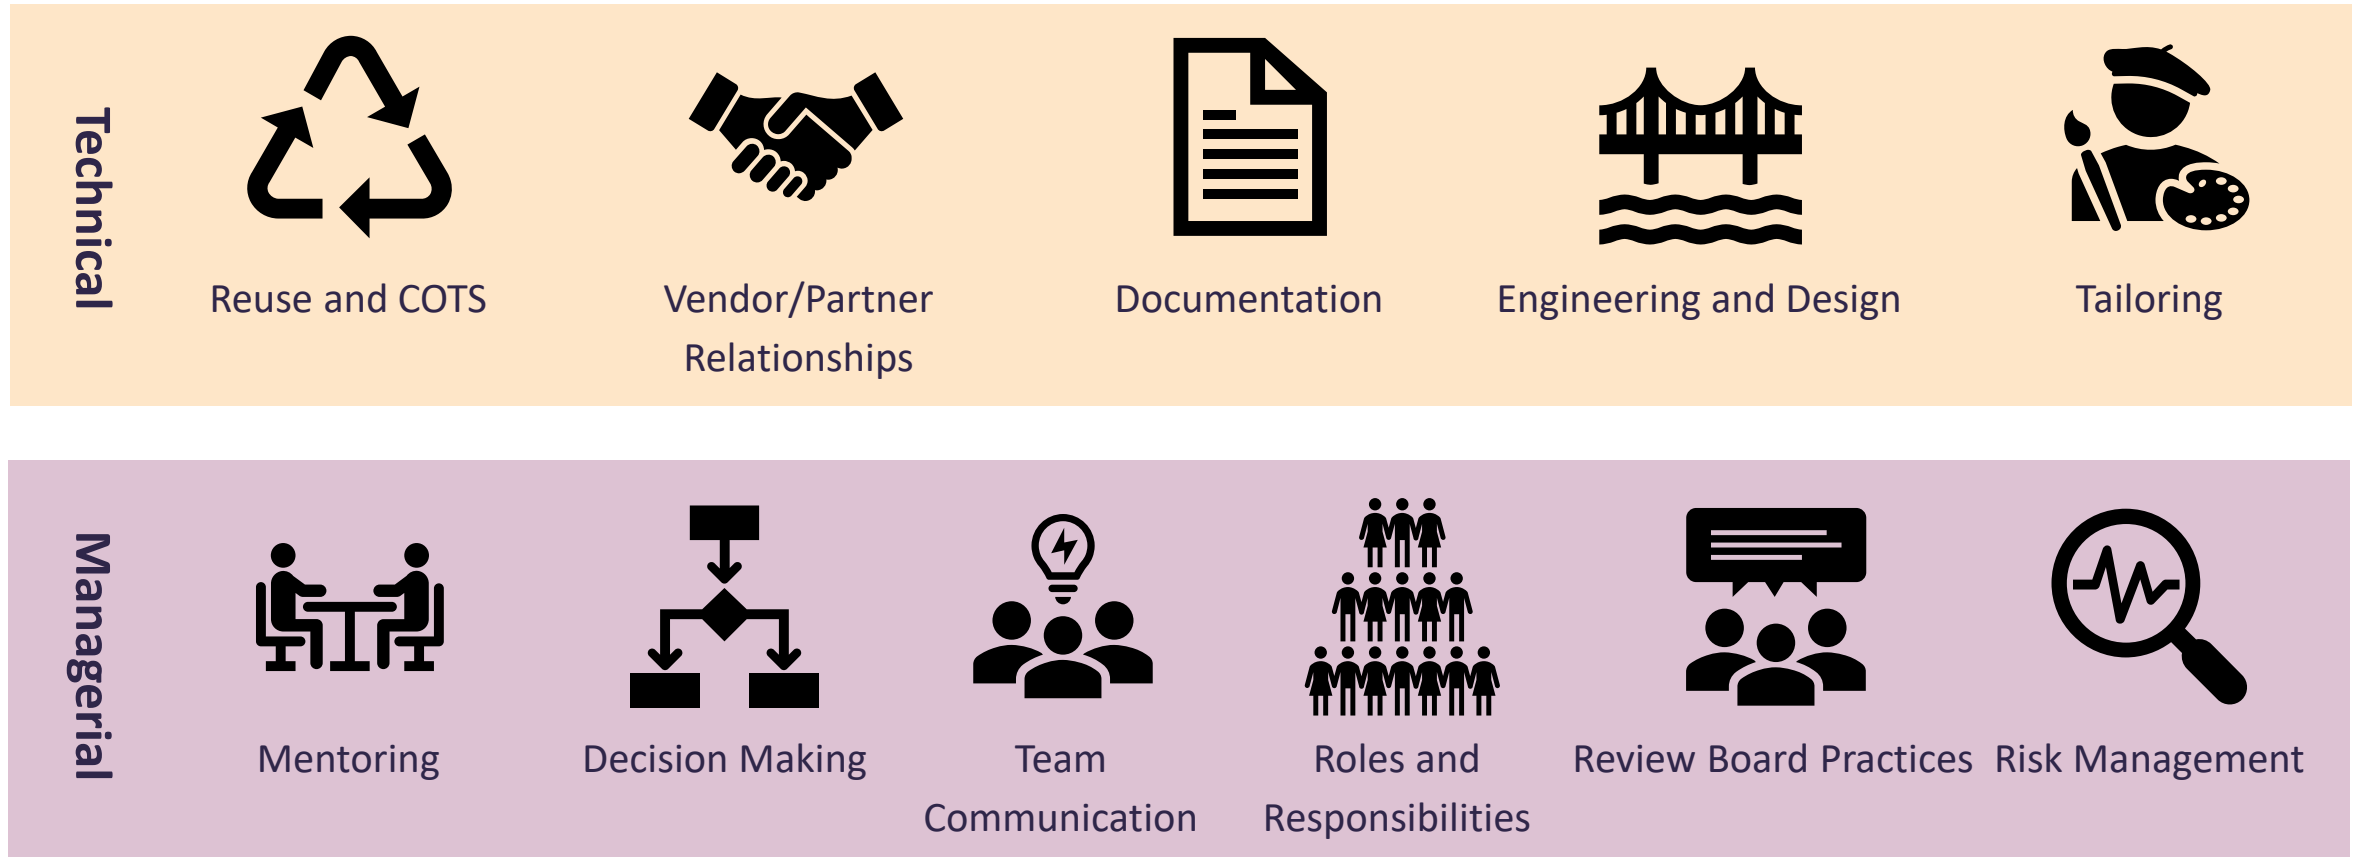 Technical
Reuse and COTS
Vendor/Partner
Relationships
Documentation
Engineering and Design
Tailoring
Managerial
Mentoring
Decision Making
Team
Communication
Roles and
Responsibilities
Review Board Practices
Risk Management